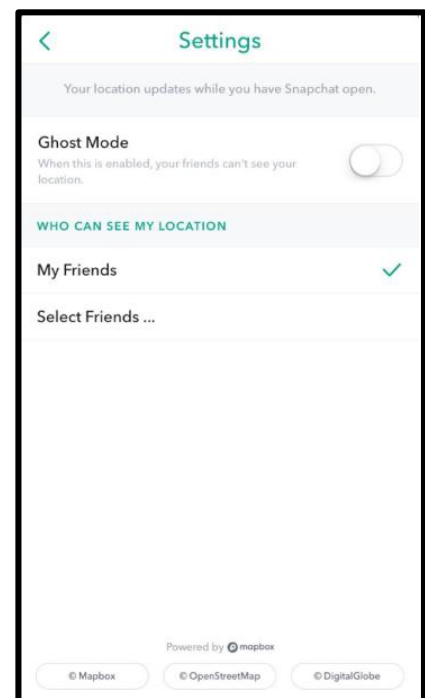 Settings
Your location updates while you have Snapchat open.
Ghost Mode
When this is enabled, your friends can't see your
location.
WHO CAN SEE MY LOCATION
My Friends
Select Friends ...
Powered by mapbox
© Mapbox
© OpenStreetMap
© DigitalGlobe